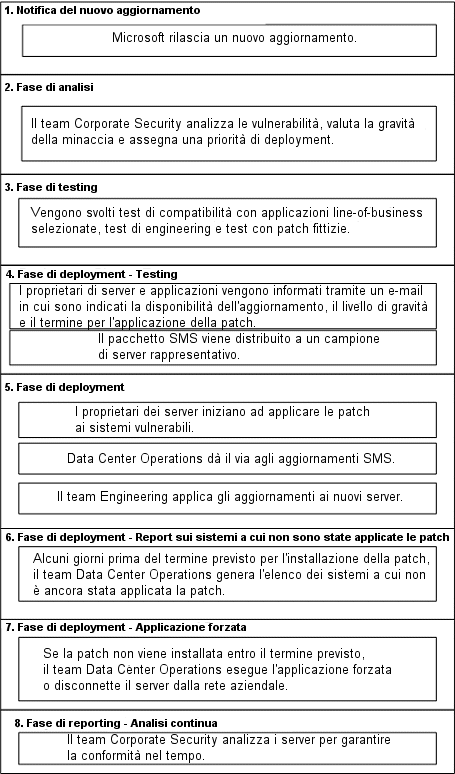 1. Notifica del nuovo aggiornamento
Microsoft rilascia un nuovo aggiornamento.
2. Fase di analisi
Il team Corporate Security analizza le vulnerabilità, valuta la gravità
della minaccia e assegna una priorità di deployment.
3. Fase di testing
Vengono svolti test di compatibilità con applicazioni line-of-business
selezionate, test di engineering e test con patch fittizie.
4. Fase di deployment - Testing
I proprietari di server e applicazioni vengono informati tramite un e-mail
in cui sono indicati la disponibilità dell'aggiornamento, il livello di gravità
e il termine per l'applicazione della patch.
Il pacchetto SMS viene distribuito a un campione
di server rappresentativo.
5. Fase di deployment
I proprietari dei server iniziano ad applicare le patch
ai sistemi vulnerabili.
Data Center Operations dà il via agli aggiornamenti SMS.
Il team Engineering applica gli aggiornamenti ai nuovi server.
6. Fase di deployment - Report sui sistemi a cui non sono state applicate le patch
Alcuni giorni prima del termine previsto per l'installazione della patch,
il team Data Center Operations genera l'elenco dei sistemi a cui non
è ancora stata applicata la patch.
7. Fase di deployment - Applicazione forzata
Se la patch non viene installata entro il termine previsto,
il team Data Center Operations esegue l'applicazione forzata
o disconnette il server dalla rete aziendale.
8. Fase di reporting - Analisi continua
Il team Corporate Security analizza i server per garantire
la conformità nel tempo.